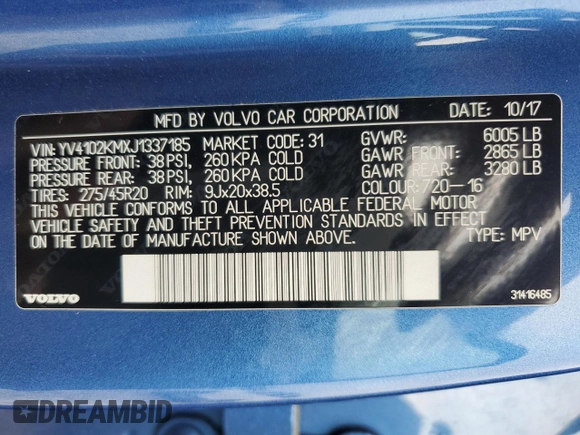 MFD BY VOLVO CAR CORPORATION DATE: 10/17
VIN: YV4102KMXJ1337185 MARKET CODE: 31 GVWR: 6005 LB
PRESSURE FRONT: 38 PSI, 260 KPA COLD GAWR FRONT: 2865 LB
PRESSURE REAR: 38 PSI, 260 KPA COLD GAWR REAR: 3280 LB
TIRES: 275/45R20 RIM: 9Jx20x38.5 COLOUR: 720-16
THIS VEHICLE CONFORMS TO ALL APPLICABLE FEDERAL MOTOR
VEHICLE SAFETY AND THEFT PREVENTION STANDARDS IN EFFECT
ON THE DATE OF MANUFACTURE SHOWN ABOVE. TYPE: MPV
VOLVO 31416485
DREAMBID